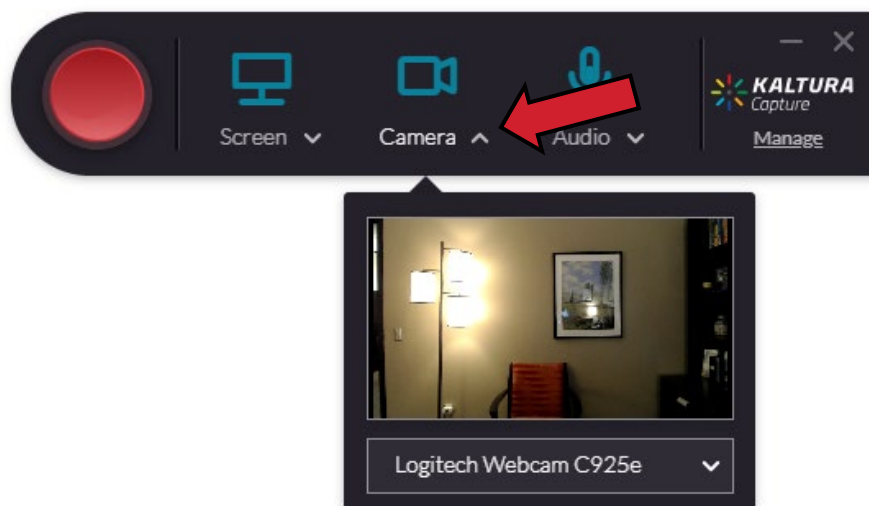 Screen
Camera
Audio
KALTURA
Capture
Manage
Logitech Webcam C925e